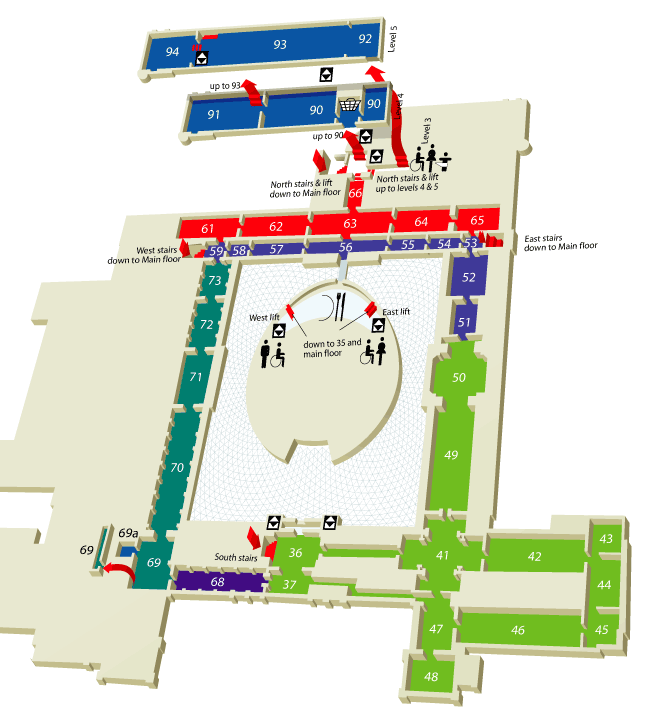 94
93
92
Level 5
up to 93
91
90
90
Level 4
up to 90
Level 3
North stairs & lift
down to Main floor
North stairs & lift
up to levels 4 & 5
66
61
62
63
64
65
West stairs
down to Main floor
59
58
57
56
55
54
53
East stairs
down to Main floor
73
52
72
51
West lift
East lift
down to 35 and
main floor
71
50
70
49
69
69a
69
South stairs
36
41
42
43
68
37
44
47
46
45
48